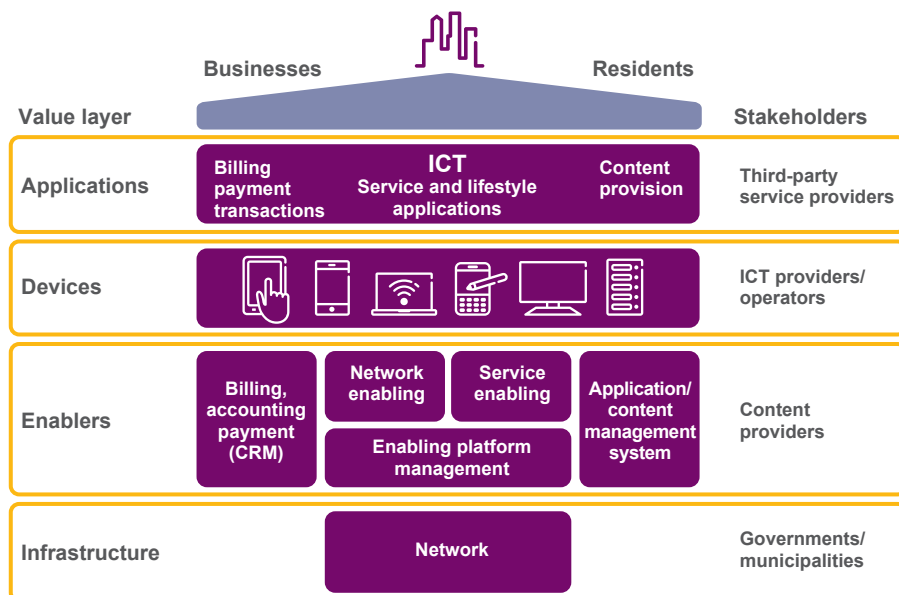 Businesses
Residents
Value layer
Stakeholders
Applications
Billing
payment
transactions
ICT
Service and lifestyle
applications
Content
provision
Third-party
service providers
Devices
ICT providers/
operators
Enablers
Billing,
accounting
payment
(CRM)
Network
enabling
Service
enabling
Enabling platform
management
Application/
content
management
system
Content
providers
Infrastructure
Network
Governments/
municipalities